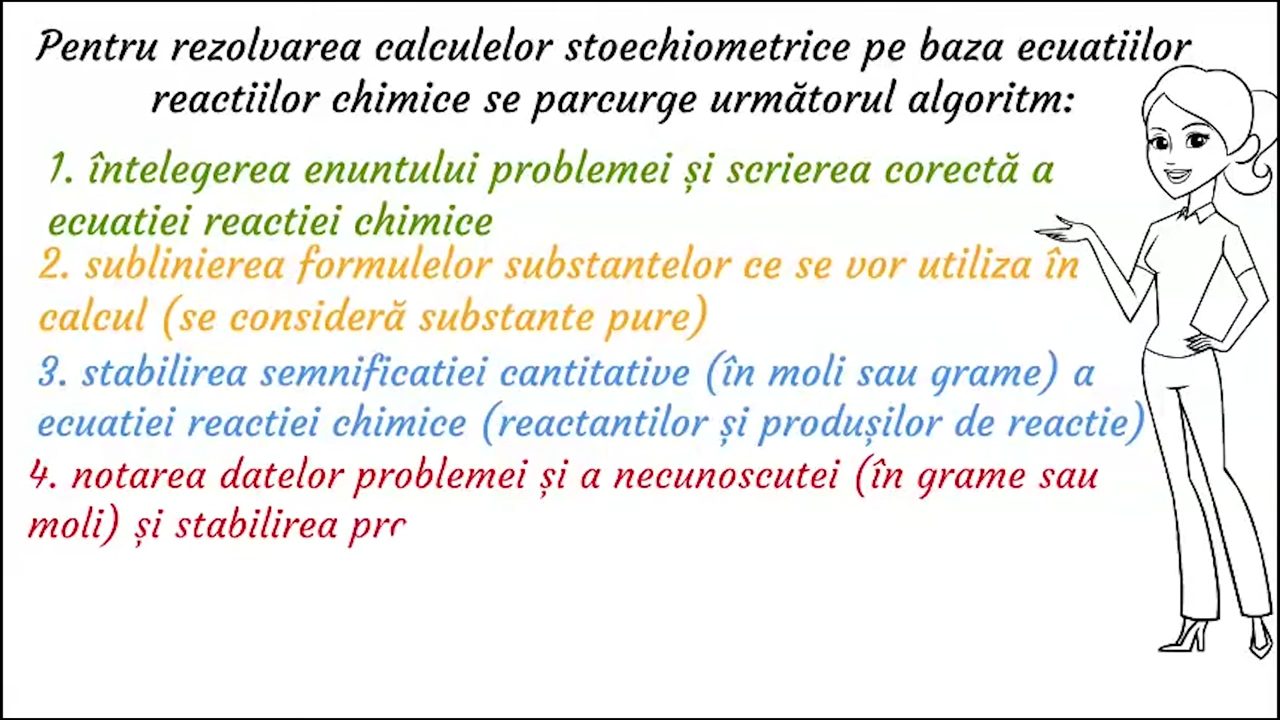 Pentru rezolvarea calculelor stoechiometrice pe baza ecuatiilor
reactiilor chimice se parcurge următorul algoritm:
1. întelegerea enuntului problemei și scrierea corectă a
ecuatiei reactiei chimice
2. sublinierea formulelor substantelor ce se vor utiliza în
calcul (se consideră substante pure)
3. stabilirea semnificatiei cantitative (în moli sau grame) a
ecuatiei reactiei chimice (reactantilor și produșilor de reactie)
4. notarea datelor problemei și a necunoscutei (în grame sau
moli) și stabilirea